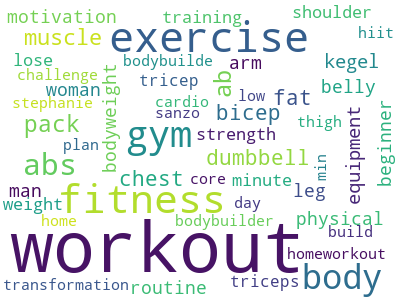 motivation training shoulder
bodybuilde hiit
muscle exercise
lose arm kegel
challenge tricep
woman ab fat belly
stephanie cardio low
bodyweight sanzo bicep thigh
pack gym strength
plan equipment beginner
abs dumbbell
chest minute min
man core leg
weight fitness day physical
home bodybuilder build
workout homeworkout
body
triceps
transformation routine